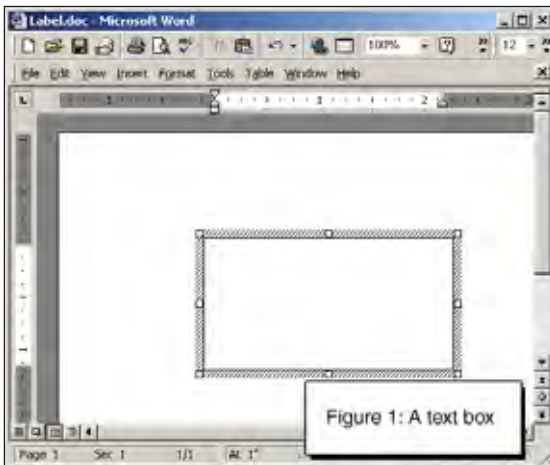 Label.doc - Microsoft Word
100% 12
File Edit View Insert Format Tools Table Window Help
1 1 2
Figure 1: A text box
Page 1 Sec 1 1/1 At 1"